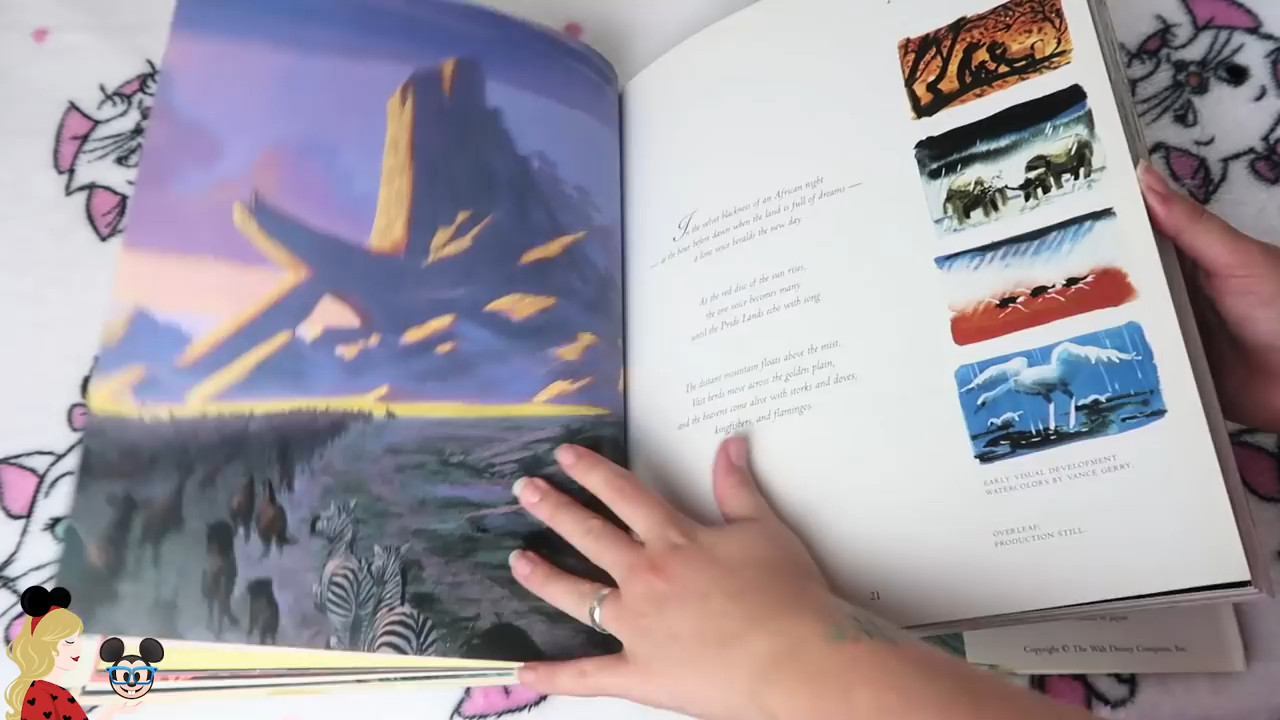 In the velvet blackness of an African night
— at the hour before dawn when the land is full of dreams —
a lone voice heralds the new day.
As the red disc of the sun rises,
the one voice becomes many
until the Pride Lands echo with song
The distant mountain floats above the mist.
Vast herds move across the golden plain,
and the heavens come alive with storks and doves,
kingfishers, and flamingos.
EARLY VISUAL DEVELOPMENT
WATERCOLORS BY VANCE GERRY.
OVERLEAF:
PRODUCTION STILL.
21
Copyright © The Walt Disney Company, Inc.